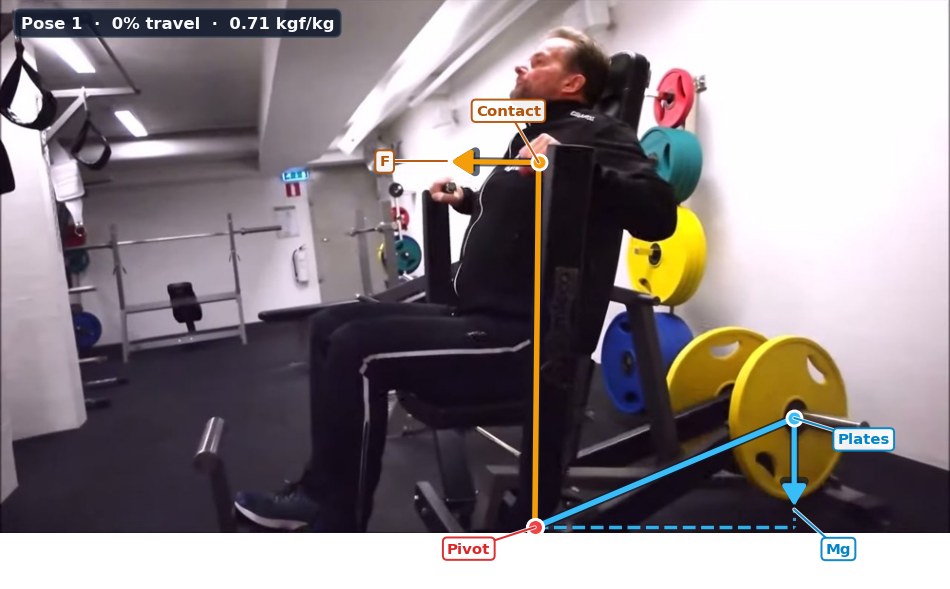 Pose 1 · 0% travel · 0.71 kgf/kg
Contact
F
Plates
Pivot
Mg